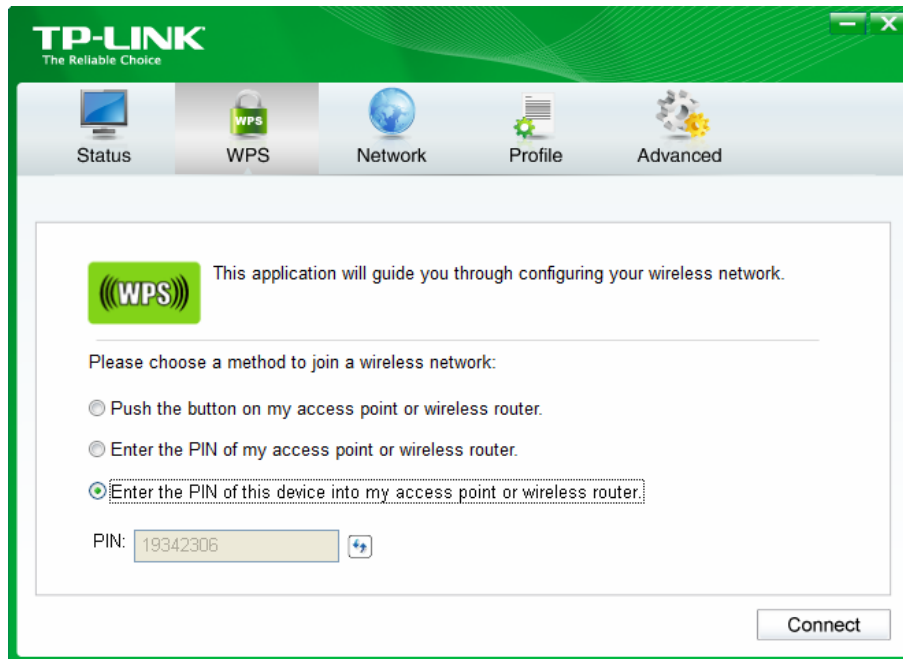 TP-LINK
The Reliable Choice
WPS
Status
WPS
Network
Profile
Advanced
(((WPS)))
This application will guide you through configuring your wireless network.
Please choose a method to join a wireless network:
Push the button on my access point or wireless router.
Enter the PIN of my access point or wireless router.
Enter the PIN of this device into my access point or wireless router.
PIN: 19342306
Connect